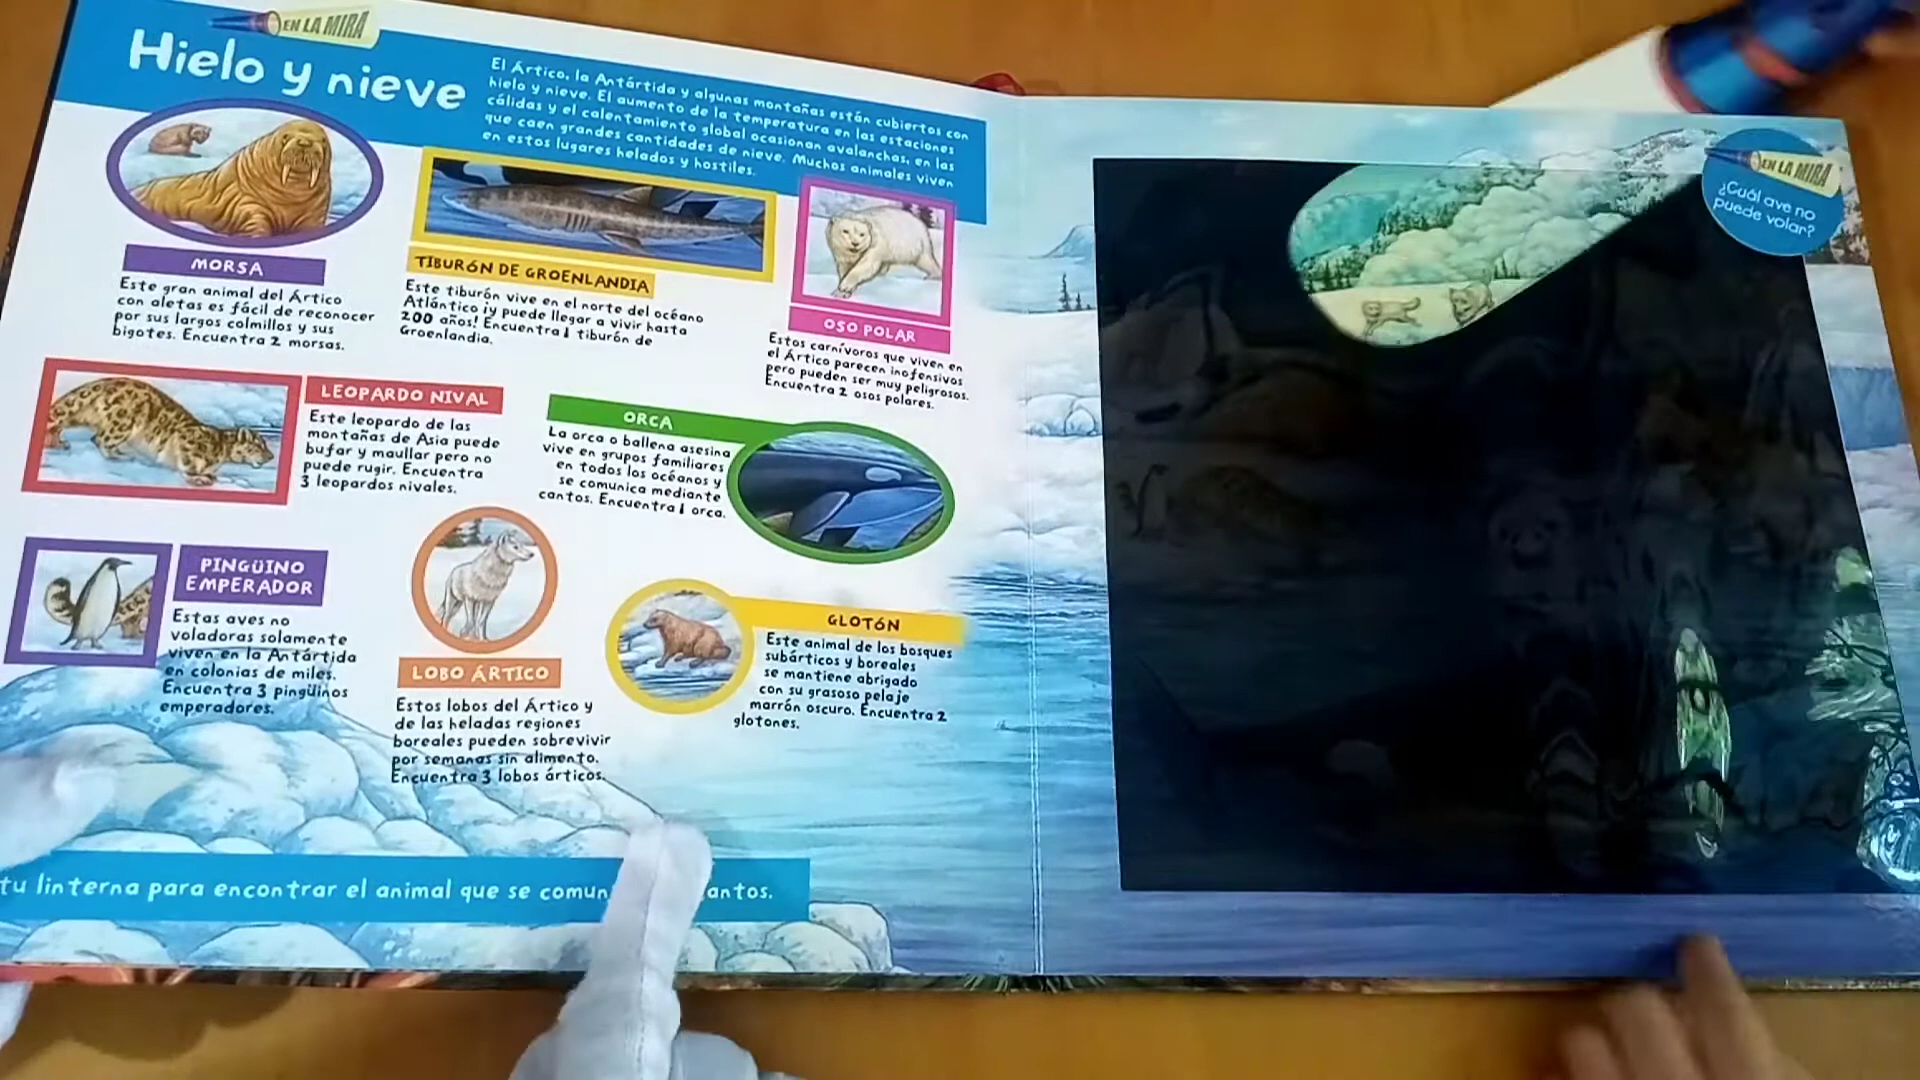 EN LA MIRA
Hielo y nieve
El Ártico, la Antártida y algunas montañas están cubiertos con
hielo y nieve. El aumento de la temperatura en las estaciones
cálidas y el calentamiento global ocasionan avalanchas, en las
que caen grandes cantidades de nieve. Muchos animales viven
en estos lugares helados y hostiles.
MORSA
Este gran animal del Ártico
con aletas es fácil de reconocer
por sus largos colmillos y sus
bigotes. Encuentra 2 morsas.
TIBURÓN DE GROENLANDIA
Este tiburón vive en el norte del océano
Atlántico ¡y puede llegar a vivir hasta
200 años! Encuentra 1 tiburón de
Groenlandia.
OSO POLAR
Estos carnívoros que viven en
el Ártico parecen inofensivos
pero pueden ser muy peligrosos.
Encuentra 2 osos polares.
LEOPARDO NIVAL
Este leopardo de las
montañas de Asia puede
bufar y maullar pero no
puede rugir. Encuentra
3 leopardos nivales.
ORCA
La orca o ballena asesina
vive en grupos familiares
en todos los océanos y
se comunica mediante
cantos. Encuentra 1 orca.
PINGÜINO
EMPERADOR
Estas aves no
voladoras solamente
viven en la Antártida
en colonias de miles.
Encuentra 3 pingüinos
emperadores.
LOBO ÁRTICO
Estos lobos del Ártico y
de las heladas regiones
boreales pueden sobrevivir
por semanas sin alimento.
Encuentra 3 lobos árticos.
GLOTÓN
Este animal de los bosques
subárticos y boreales
se mantiene abrigado
con su grasoso pelaje
marrón oscuro. Encuentra 2
glotones.
tu linterna para encontrar el animal que se comun antos.
EN LA MIRA
¿Cuál ave no
puede volar?